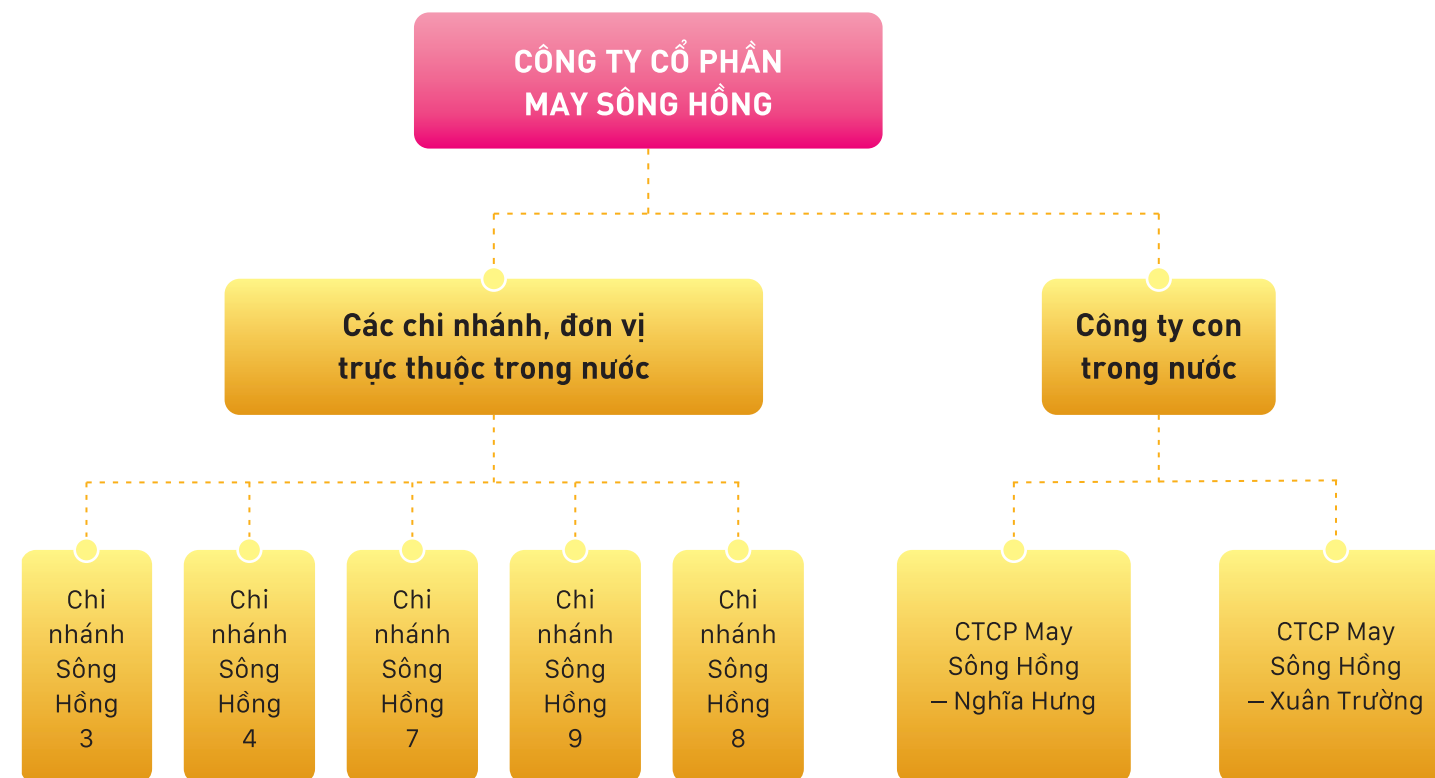 CÔNG TY CỔ PHẦN
MAY SÔNG HỒNG
Các chi nhánh, đơn vị
trực thuộc trong nước
Công ty con
trong nước
Chi
nhánh
Sông
Hồng
3
Chi
nhánh
Sông
Hồng
4
Chi
nhánh
Sông
Hồng
7
Chi
nhánh
Sông
Hồng
9
Chi
nhánh
Sông
Hồng
8
CTCP May
Sông Hồng
– Nghĩa Hưng
CTCP May
Sông Hồng
– Xuân Trường